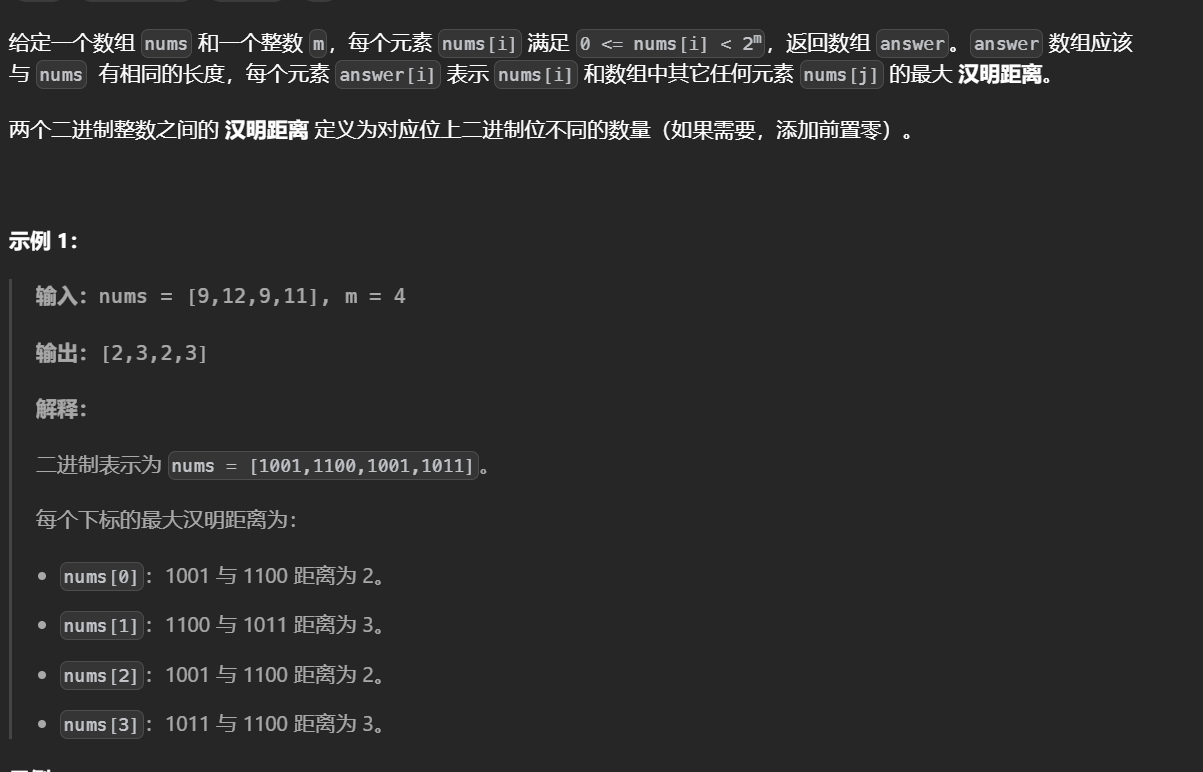 给定一个数组 nums 和一个整数 m，每个元素 nums[i] 满足 0 <= nums[i] < 2^m，返回数组 answer。answer 数组应该
与 nums 有相同的长度，每个元素 answer[i] 表示 nums[i] 和数组中其它任何元素 nums[j] 的最大 汉明距离。
两个二进制整数之间的 汉明距离 定义为对应位上二进制位不同的数量（如果需要，添加前置零）。
示例 1：
输入：nums = [9,12,9,11], m = 4
输出：[2,3,2,3]
解释：
二进制表示为 nums = [1001,1100,1001,1011]。
每个下标的最大汉明距离为：
• nums[0]：1001 与 1100 距离为 2。
• nums[1]：1100 与 1011 距离为 3。
• nums[2]：1001 与 1100 距离为 2。
• nums[3]：1011 与 1100 距离为 3。